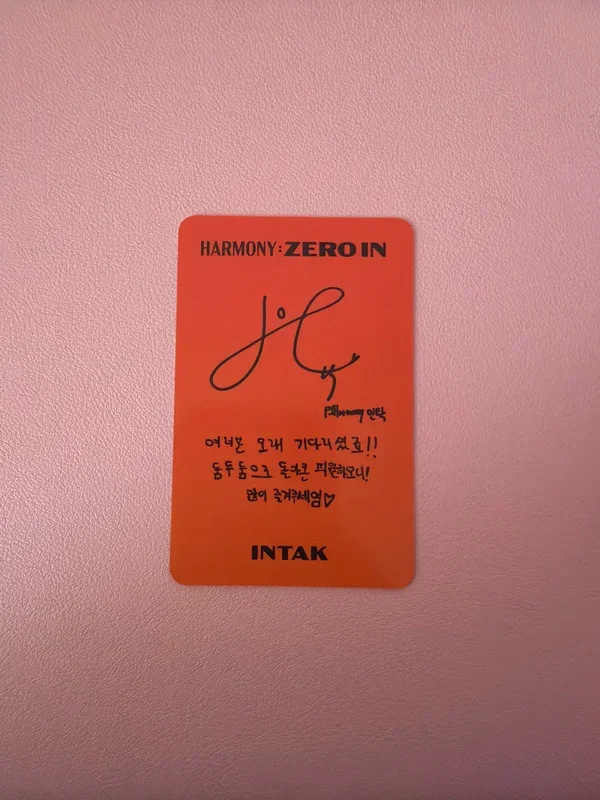 HARMONY: ZERO IN
P1Harmony 인탁
여러분 오래 기다리셨죠!!
둠두둠으로 돌아온 피원하모니!
많이 즐겨주세염♡
INTAK